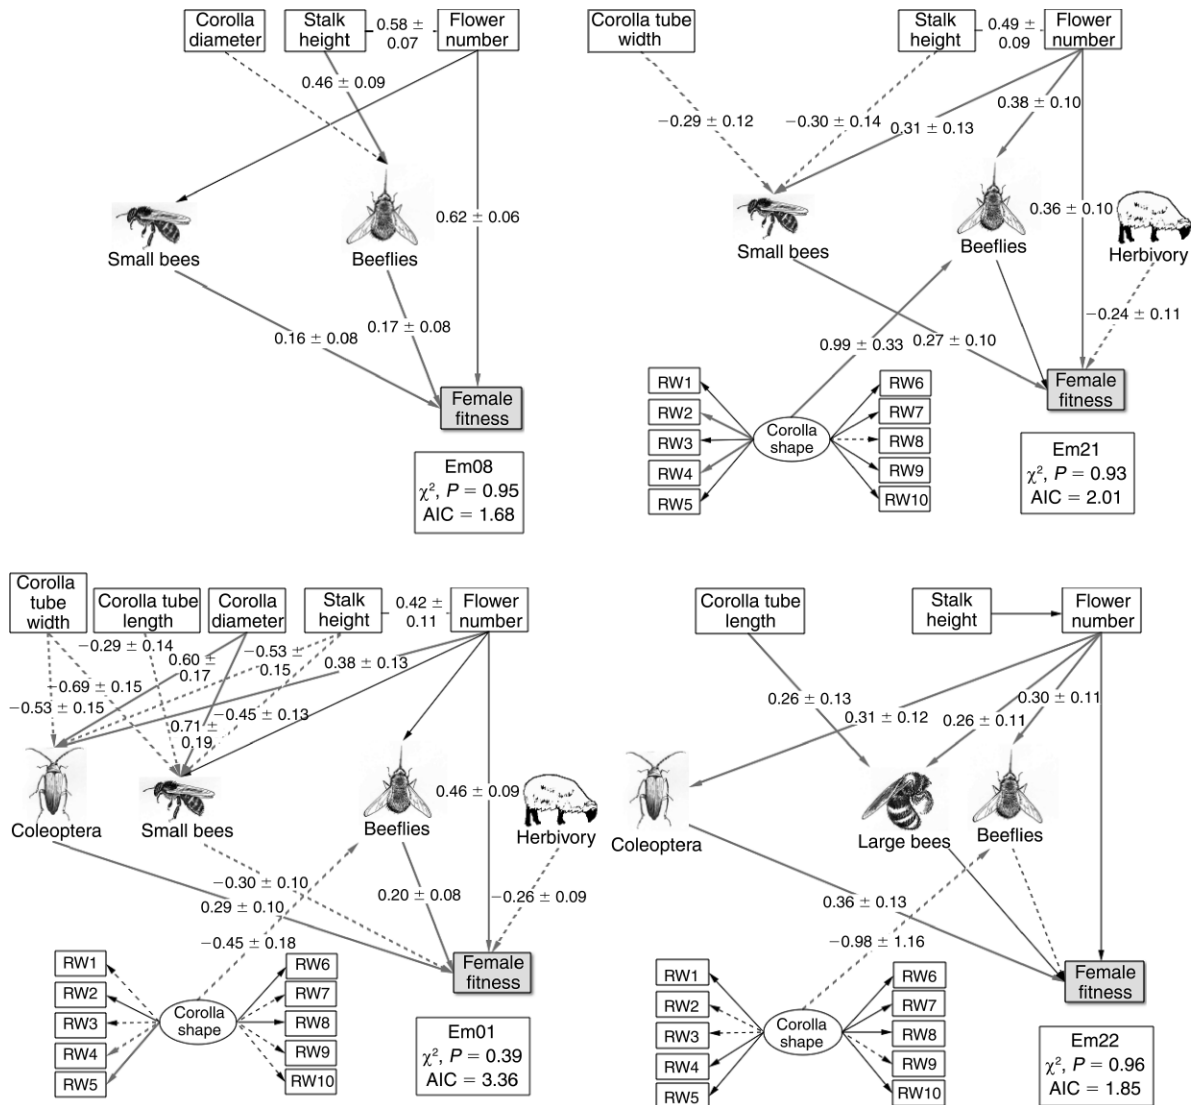 Corolla
diameter
Stalk
height
0.58 ±
0.07
Flower
number
0.46 ± 0.09
0.62 ± 0.06
Small bees
Beeflies
0.17 ± 0.08
0.16 ± 0.08
Female
fitness
Em08
χ², P = 0.95
AIC = 1.68
Corolla tube
width
Stalk
height
0.49 ±
0.09
Flower
number
0.38 ± 0.10
−0.29 ± 0.12
−0.30 ± 0.14
0.31 ± 0.13
0.36 ± 0.10
Small bees
Beeflies
Herbivory
−0.24 ± 0.11
0.99 ± 0.33
0.27 ± 0.10
RW1
RW2
RW3
RW4
RW5
Corolla
shape
RW6
RW7
RW8
RW9
RW10
Female
fitness
Em21
χ², P = 0.93
AIC = 2.01
Corolla
tube
width
Corolla tube
length
Corolla
diameter
Stalk
height
0.42 ±
0.11
Flower
number
−0.29 ± 0.14
0.60 ±
0.17
−0.53 ±
0.15
0.38 ± 0.13
−0.69 ± 0.15
−0.53 ± 0.15
−0.45 ± 0.13
0.71 ±
0.19
0.46 ± 0.09
Coleoptera
Small bees
Beeflies
Herbivory
−0.30 ± 0.10
0.20 ± 0.08
−0.26 ± 0.09
0.29 ± 0.10
−0.45 ± 0.18
RW1
RW2
RW3
RW4
RW5
Corolla
shape
RW6
RW7
RW8
RW9
RW10
Female
fitness
Em01
χ², P = 0.39
AIC = 3.36
Corolla tube
length
Stalk
height
Flower
number
0.26 ± 0.13
0.31 ± 0.12
0.26 ± 0.11
0.30 ± 0.11
Coleoptera
Large bees
Beeflies
0.36 ± 0.13
−0.98 ± 1.16
RW1
RW2
RW3
RW4
RW5
Corolla
shape
RW6
RW7
RW8
RW9
RW10
Female
fitness
Em22
χ², P = 0.96
AIC = 1.85